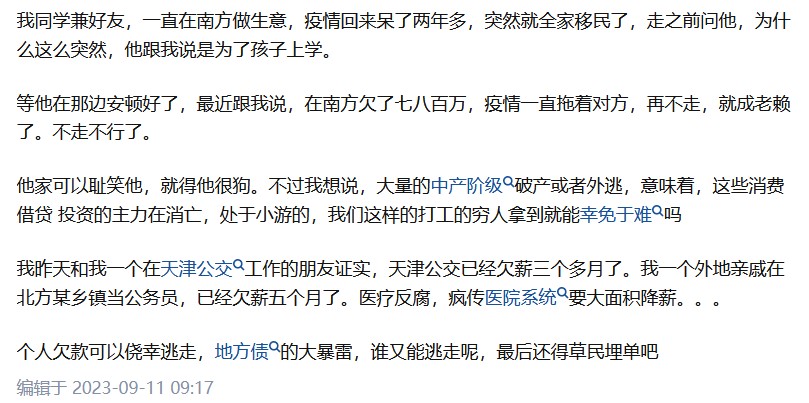 我同学兼好友，一直在南方做生意，疫情回来呆了两年多，突然就全家移民了，走之前问他，为什
么这么突然，他跟我说是为了孩子上学。
等他在那边安顿好了，最近跟我说，在南方欠了七八百万，疫情一直拖着对方，再不走，就成老赖
了。不走不行了。
他家可以耻笑他，就得他很狗。不过我想说，大量的中产阶级破产或者外逃，意味着，这些消费
借贷 投资的主力在消亡，处于小游的，我们这样的打工的穷人拿到就能幸免于难吗
我昨天和我一个在天津公交工作的朋友证实，天津公交已经欠薪三个多月了。我一个外地亲戚在
北方某乡镇当公务员，已经欠薪五个月了。医疗反腐，疯传医院系统要大面积降薪。。。
个人欠款可以侥幸逃走，地方债的大暴雷，谁又能逃走呢，最后还得草民埋单吧
编辑于 2023-09-11 09:17